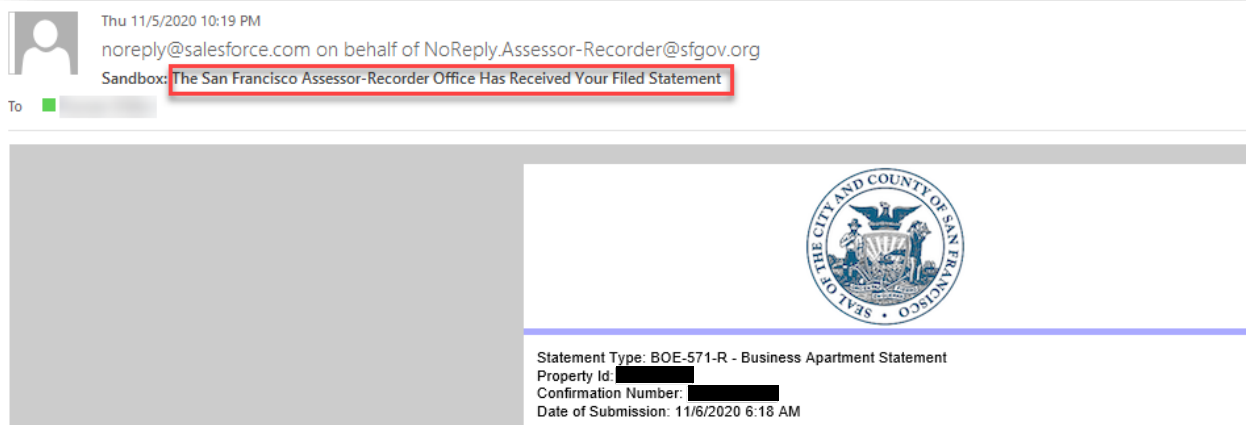 Thu 11/5/2020 10:19 PM
noreply@salesforce.com on behalf of NoReply.Assessor-Recorder@sfgov.org
Sandbox: The San Francisco Assessor-Recorder Office Has Received Your Filed Statement
To
SEAL OF THE CITY AND COUNTY OF SAN FRANCISCO
Statement Type: BOE-571-R - Business Apartment Statement
Property Id:
Confirmation Number:
Date of Submission: 11/6/2020 6:18 AM